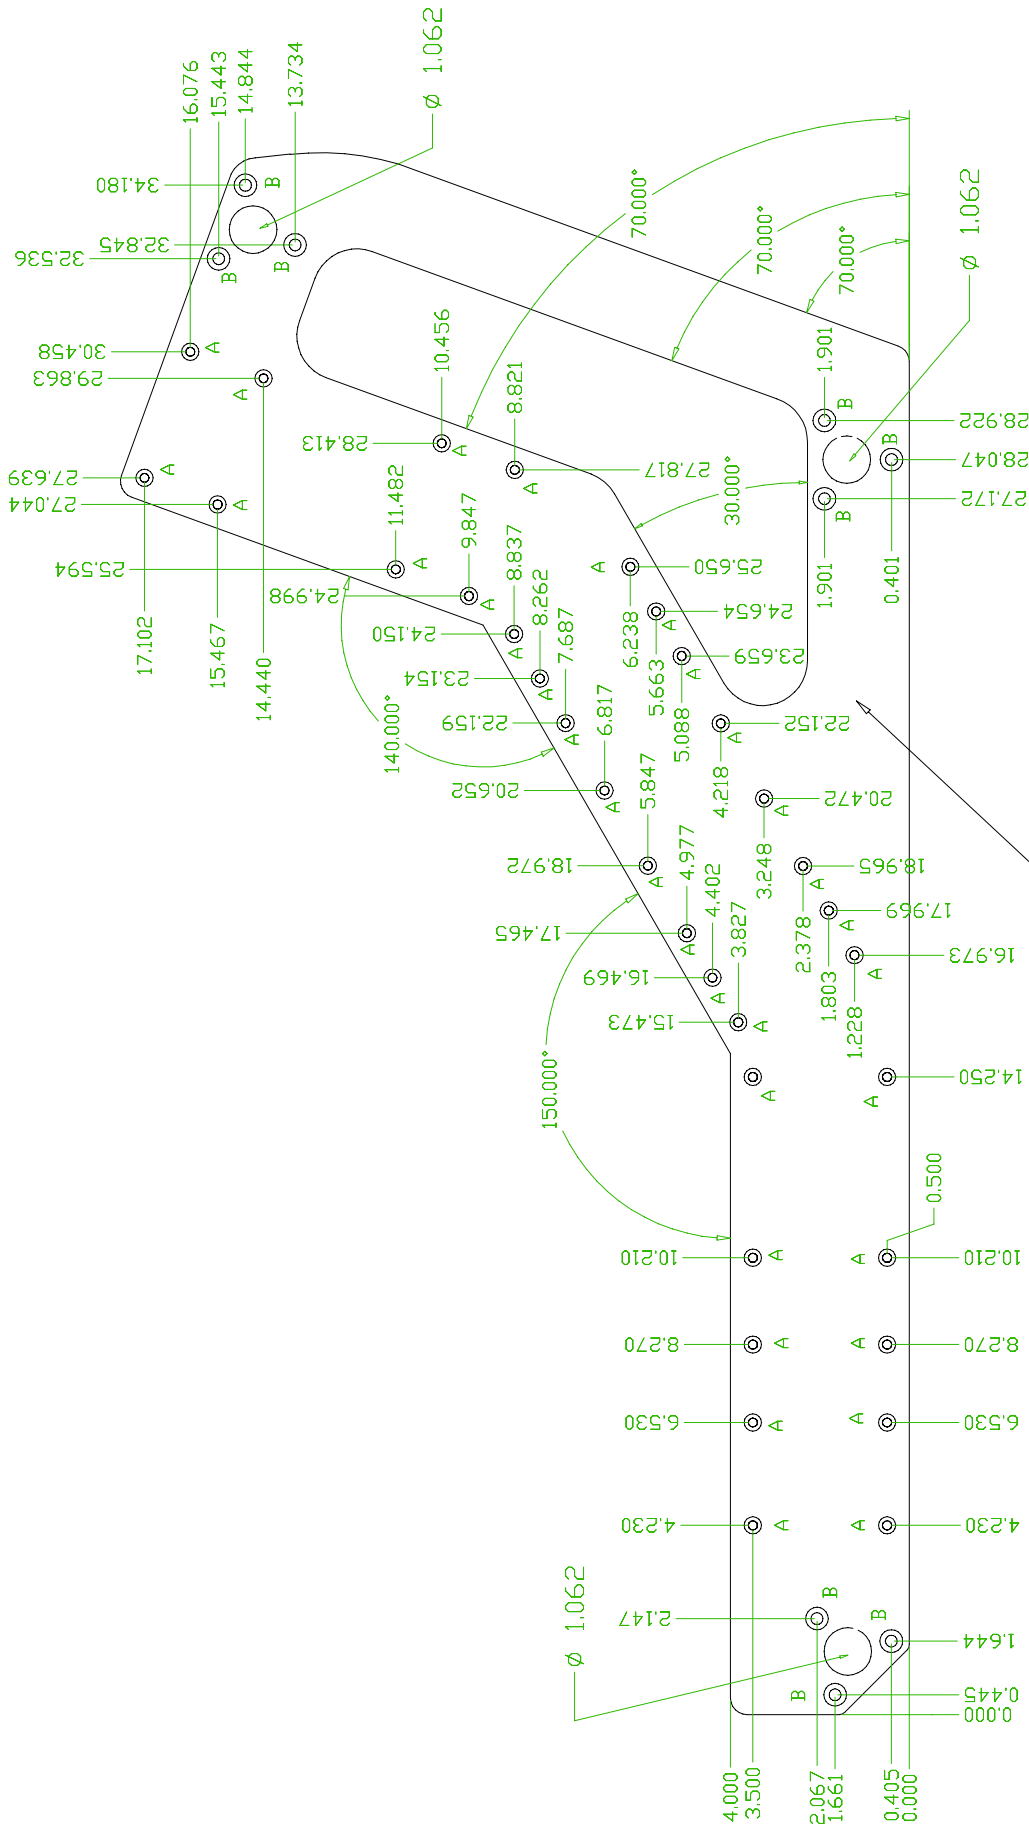 16.076
15.443
14.844
13.734
Ø 1.062
34.180
32.845
32.536
B
B
B
30.458
29.863
A
A
70.000°
70.000°
70.000°
Ø 1.062
10.456
8.821
1.901
28.413
A
27.817
A
27.639
27.044
A
A
11.482
9.847
8.837
8.262
7.687
30.000°
B
28.922
B
28.047
27.172
B
1.901
0.401
25.594
A
24.998
A
24.150
A
23.154
A
22.159
A
A
25.650
24.654
A
23.659
A
6.238
5.663
5.088
17.102
15.467
14.440
140.000°
6.817
5.847
4.977
4.402
3.827
22.152
A
4.218
20.652
A
20.472
A
3.248
18.972
A
18.965
A
2.378
17.969
A
1.803
17.465
A
16.973
A
1.228
16.469
A
15.473
A
150.000°
A
A
14.250
0.500
10.210
A
A
10.210
8.270
A
A
8.270
6.530
A
A
6.530
4.230
A
A
4.230
Ø 1.062
2.147
B
B
1.644
B
0.445
0.000
4.000
3.500
2.067
1.661
0.405
0.000